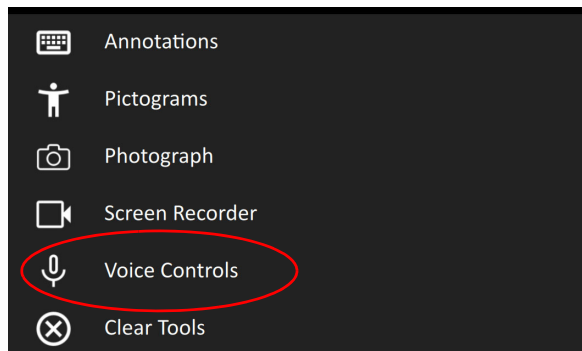 Annotations
Pictograms
Photograph
Screen Recorder
Voice Controls
Clear Tools